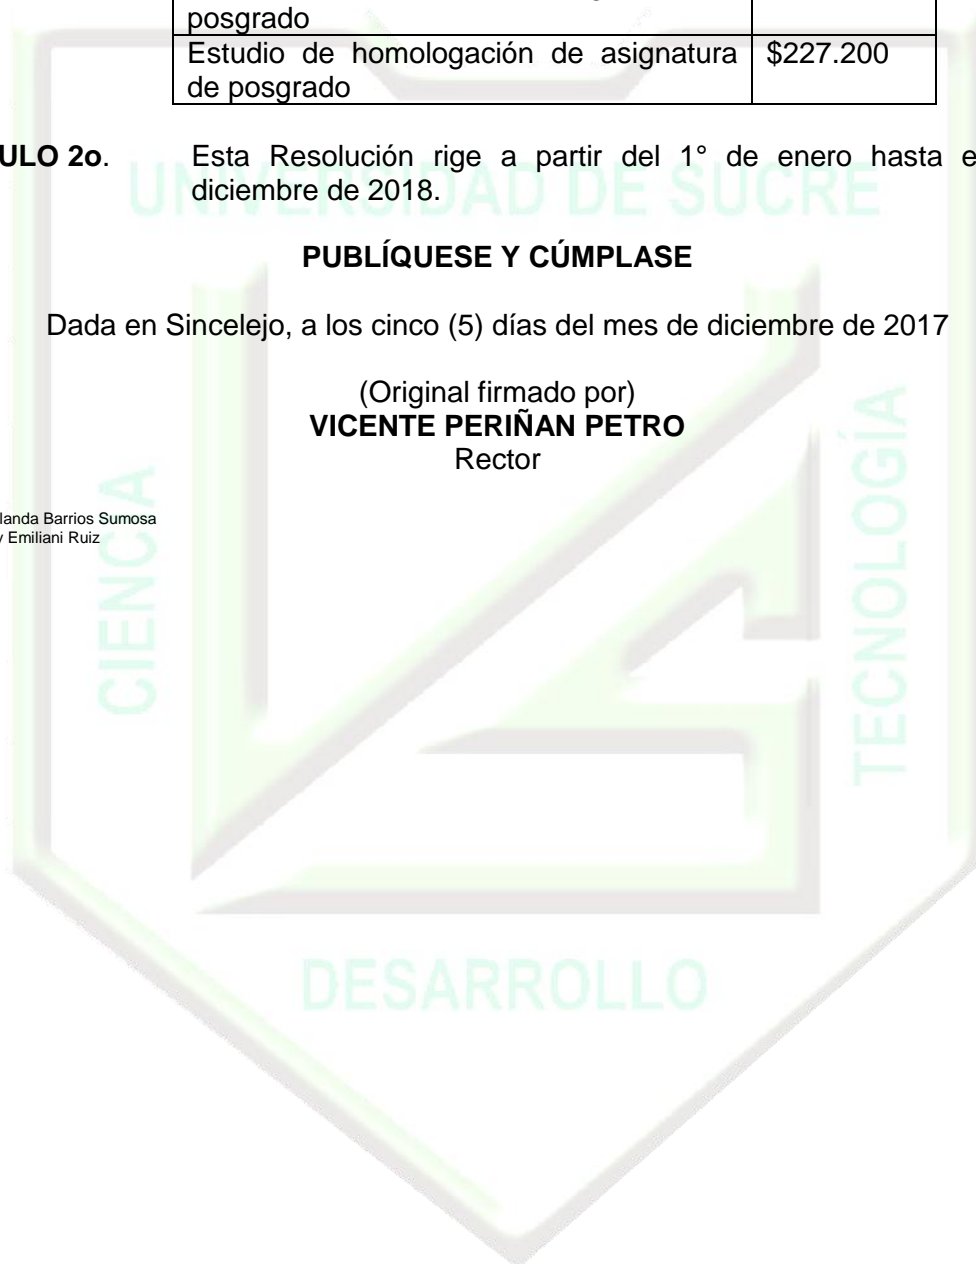 posgrado
Estudio de homologación de asignatura $227.200
de posgrado
ULO 2o. Esta Resolución rige a partir del 1° de enero hasta e
diciembre de 2018.
UNIVERSIDAD DE SUCRE
PUBLÍQUESE Y CÚMPLASE
Dada en Sincelejo, a los cinco (5) días del mes de diciembre de 2017
(Original firmado por)
VICENTE PERIÑAN PETRO
Rector
landa Barrios Sumosa
Emiliani Ruiz
CIENCA
TECNOLOGÍA
DESARROLLO